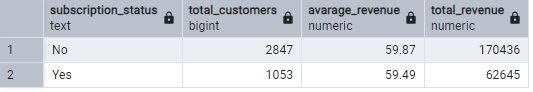 subscription_status total_customers avarage_revenue total_revenue
text bigint numeric numeric
1 No 2847 59.87 170436
2 Yes 1053 59.49 62645